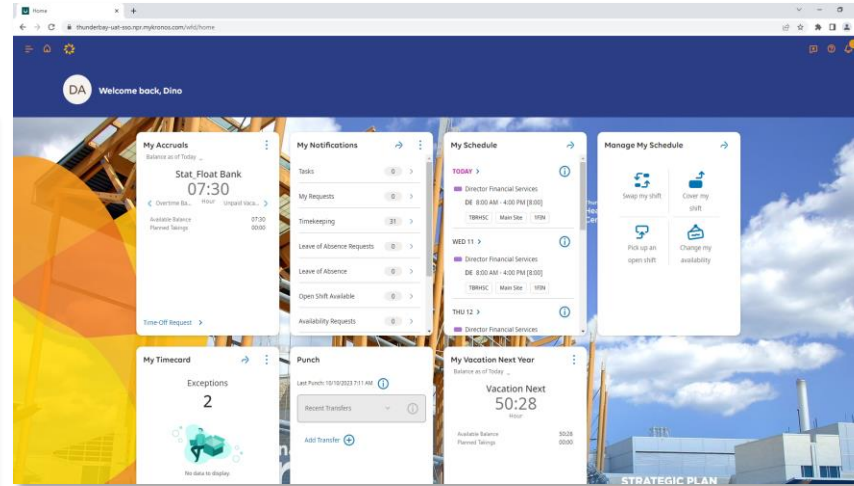 Home
thunderbay-uat-sso.npr.mykronos.com/wfd/home
DA
Welcome back, Dino
My Accruals
Balance as of Today
Stat_Float Bank
07:30
Hour
Overtime Ba...
Unpaid Vaca...
Available Balance 07:30
Planned Takings 00:00
Time-Off Request
My Notifications
Tasks 0
My Requests 0
Timekeeping 31
Leave of Absence Requests 0
Leave of Absence 0
Open Shift Available 0
Availability Requests 0
My Schedule
TODAY
Director Financial Services
DE 8:00 AM - 4:00 PM [8.00]
TBRHSC Main Site 1FIN
WED 11
Director Financial Services
DE 8:00 AM - 4:00 PM [8.00]
TBRHSC Main Site 1FIN
THU 12
Director Financial Services
Manage My Schedule
Swap my shift
Cover my
shift
Pick up an
open shift
Change my
availability
My Timecard
Exceptions
2
No data to display.
Punch
Last Punch: 10/10/2023 7:11 AM
Recent Transfers
Add Transfer
My Vacation Next Year
Balance as of Today
Vacation Next
50:28
Hour
Available Balance 50:28
Planned Takings 00:00
STRATEGIC PLAN